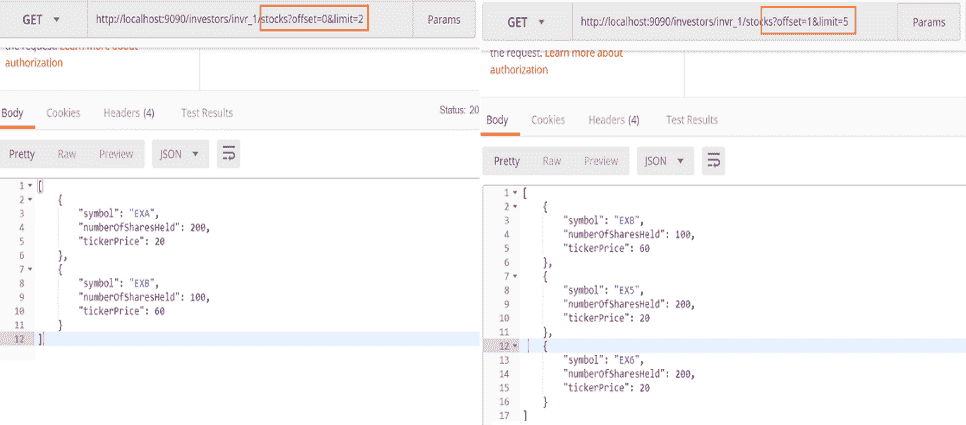 GET http://localhost:9090/investors/invr_1/stocks?offset=0&limit=2 Params
the request. Learn more about
authorization
Body Cookies Headers (4) Test Results Status: 20
Pretty Raw Preview JSON
1 [
2 {
3 "symbol": "EXA",
4 "numberOfSharesHeld": 200,
5 "tickerPrice": 20
6 },
7 {
8 "symbol": "EXB",
9 "numberOfSharesHeld": 100,
10 "tickerPrice": 60
11 }
12 ]
GET http://localhost:9090/investors/invr_1/stocks?offset=1&limit=5 Params
the request. Learn more about
authorization
Body Cookies Headers (4) Test Results
Pretty Raw Preview JSON
1 [
2 {
3 "symbol": "EXB",
4 "numberOfSharesHeld": 100,
5 "tickerPrice": 60
6 },
7 {
8 "symbol": "EX5",
9 "numberOfSharesHeld": 200,
10 "tickerPrice": 20
11 },
12 {
13 "symbol": "EX6",
14 "numberOfSharesHeld": 200,
15 "tickerPrice": 20
16 }
17 ]